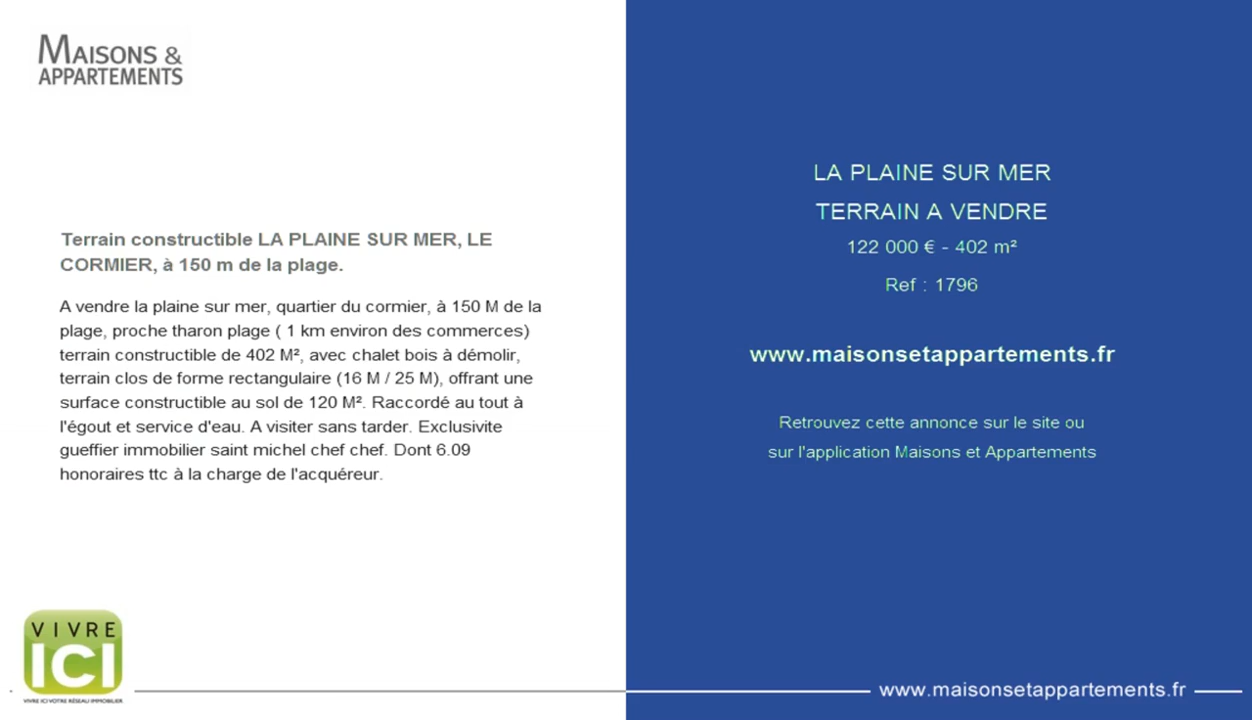 MAISONS &
APPARTEMENTS
Terrain constructible LA PLAINE SUR MER, LE
CORMIER, à 150 m de la plage.
A vendre la plaine sur mer, quartier du cormier, à 150 M de la
plage, proche tharon plage ( 1 km environ des commerces)
terrain constructible de 402 M², avec chalet bois à démolir,
terrain clos de forme rectangulaire (16 M / 25 M), offrant une
surface constructible au sol de 120 M². Raccordé au tout à
l'égout et service d'eau. A visiter sans tarder. Exclusivite
gueffier immobilier saint michel chef chef. Dont 6.09
honoraires ttc à la charge de l'acquéreur.
VIVRE
ICI
VIVRE ICI VOTRE RÉSEAU IMMOBILIER
LA PLAINE SUR MER
TERRAIN A VENDRE
122 000 € - 402 m²
Ref : 1796
www.maisonsetappartements.fr
Retrouvez cette annonce sur le site ou
sur l'application Maisons et Appartements
www.maisonsetappartements.fr